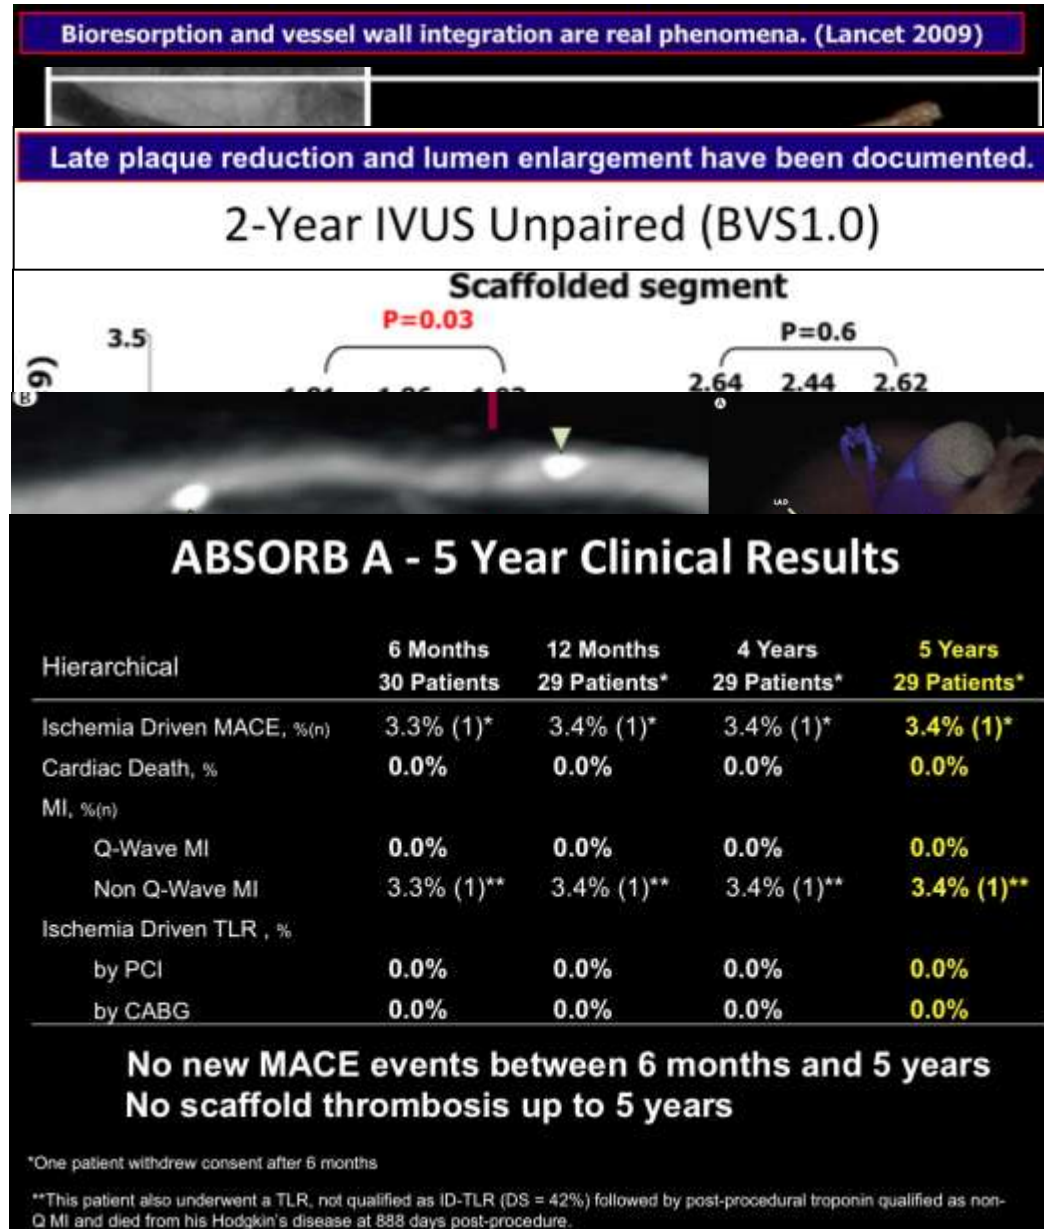 Bioresorption and vessel wall integration are real phenomena. (Lancet 2009)
Late plaque reduction and lumen enlargement have been documented.
2-Year IVUS Unpaired (BVS1.0)
Scaffolded segment
P=0.03
P=0.6
3.5
2.64 2.44 2.62
B
A
LAD
ABSORB A - 5 Year Clinical Results
Hierarchical 6 Months 12 Months 4 Years 5 Years
30 Patients 29 Patients* 29 Patients* 29 Patients*
Ischemia Driven MACE, %(n) 3.3% (1)* 3.4% (1)* 3.4% (1)* 3.4% (1)*
Cardiac Death, % 0.0% 0.0% 0.0% 0.0%
MI, %(n)
Q-Wave MI 0.0% 0.0% 0.0% 0.0%
Non Q-Wave MI 3.3% (1)** 3.4% (1)** 3.4% (1)** 3.4% (1)**
Ischemia Driven TLR , %
by PCI 0.0% 0.0% 0.0% 0.0%
by CABG 0.0% 0.0% 0.0% 0.0%
No new MACE events between 6 months and 5 years
No scaffold thrombosis up to 5 years
*One patient withdrew consent after 6 months
**This patient also underwent a TLR, not qualified as ID-TLR (DS = 42%) followed by post-procedural troponin qualified as non-
Q MI and died from his Hodgkin's disease at 888 days post-procedure.